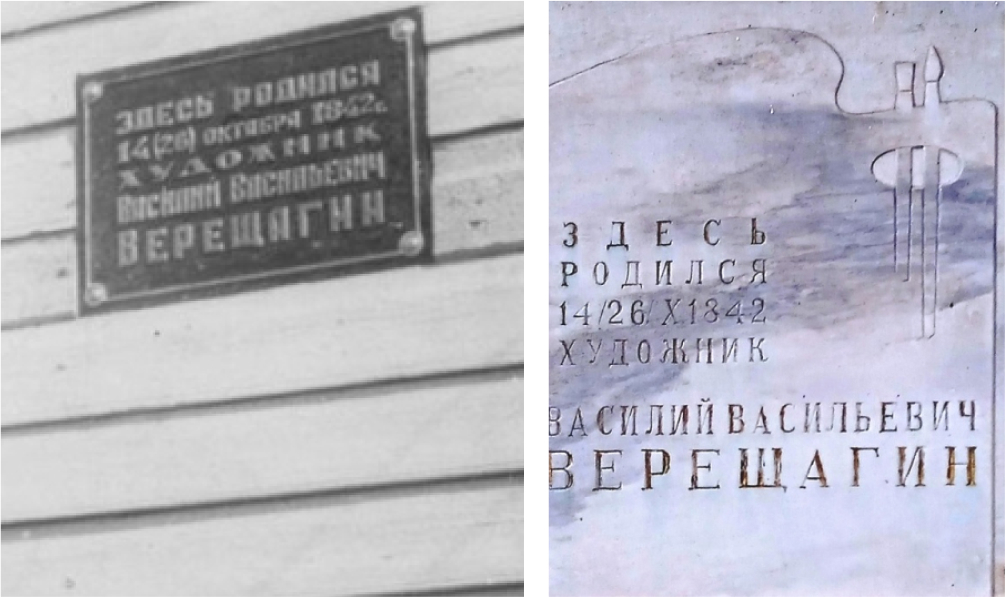 ЗДЕСЬ РОДИЛСЯ
14(26) ОКТЯБРЯ 1842г.
ХУДОЖНИК
ВАСИЛИЙ ВАСИЛЬЕВИЧ
ВЕРЕЩАГИН
ЗДЕСЬ
РОДИЛСЯ
14/26/X1842
ХУДОЖНИК
ВАСИЛИЙ ВАСИЛЬЕВИЧ
ВЕРЕЩАГИН